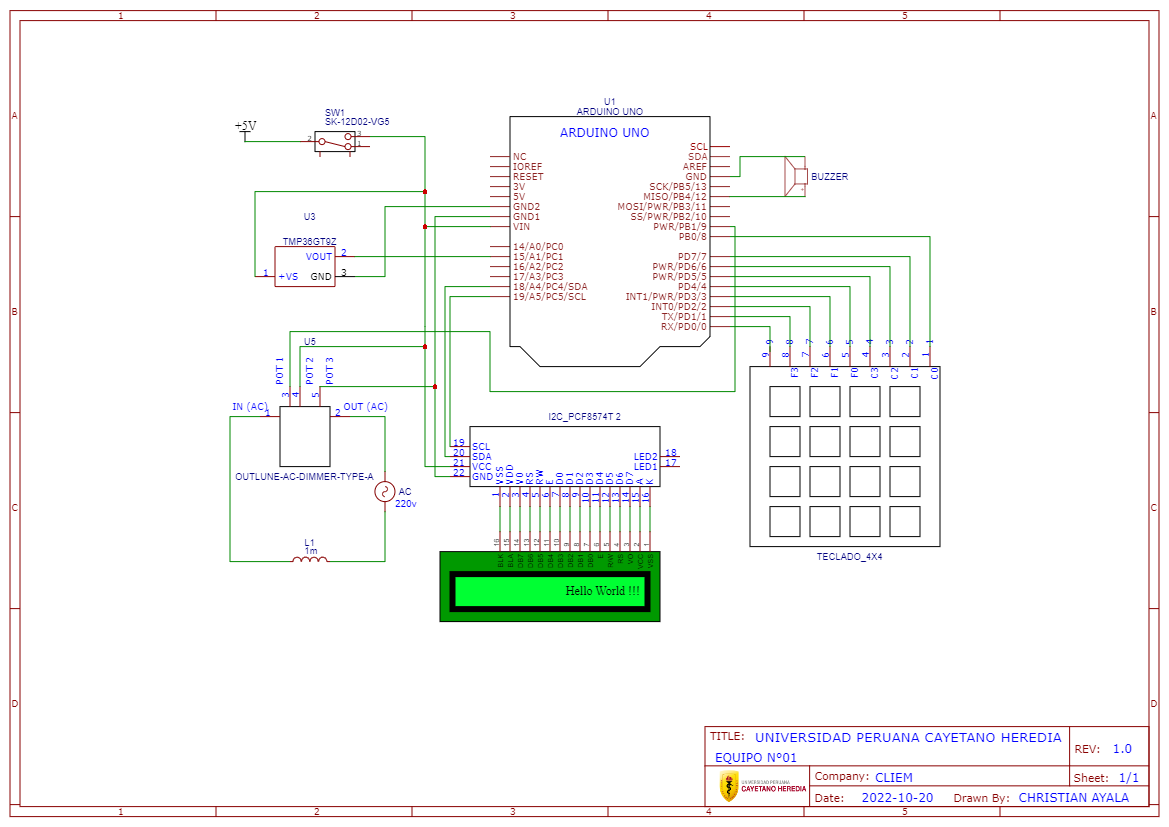 1 2 3 4 5
A A
B B
C C
D D
+5V
SW1
SK-12D02-VG5
2 3 1
U1
ARDUINO UNO
ARDUINO UNO
NC
IOREF
RESET
3V
5V
GND2
GND1
VIN
14/A0/PC0
15/A1/PC1
16/A2/PC2
17/A3/PC3
18/A4/PC4/SDA
19/A5/PC5/SCL
SCL
SDA
AREF
GND
SCK/PB5/13
MISO/PB4/12
MOSI/PWR/PB3/11
SS/PWR/PB2/10
PWR/PB1/9
PB0/8
PD7/7
PWR/PD6/6
PWR/PD5/5
PD4/4
INT1/PWR/PD3/3
INT0/PD2/2
TX/PD1/1
RX/PD0/0
BUZZER
U3
TMP36GT9Z
VOUT 2
1 +VS GND 3
U5
POT 1 POT 2 POT 3
3 4 5
IN (AC) 1 2 OUT (AC)
OUTLUNE-AC-DIMMER-TYPE-A
AC
220v
L1
1m
I2C_PCF8574T 2
19 SCL
20 SDA
21 VCC
22 GND
LED2 18
LED1 17
VSS VDD V0 RS RW E D0 D1 D2 D3 D4 D5 D6 D7 A K
1 2 3 4 5 6 7 8 9 10 11 12 13 14 15 16
16 15 14 13 12 11 10 9 8 7 6 5 4 3 2 1
BLK BLA DB7 DB6 DB5 DB4 DB3 DB2 DB1 DB0 E R/W RS VO VCC VSS
Hello World !!!
9 8 7 6 5 4 3 2 1
9 8 7 6 5 4 3 2 1
F3 F2 F1 F0 C3 C2 C1 C0
TECLADO_4X4
TITLE: UNIVERSIDAD PERUANA CAYETANO HEREDIA
EQUIPO N°01
REV: 1.0
UNIVERSIDAD PERUANA
CAYETANO HEREDIA
Company: CLIEM
Sheet: 1/1
Date: 2022-10-20 Drawn By: CHRISTIAN AYALA
1 2 3 4 5